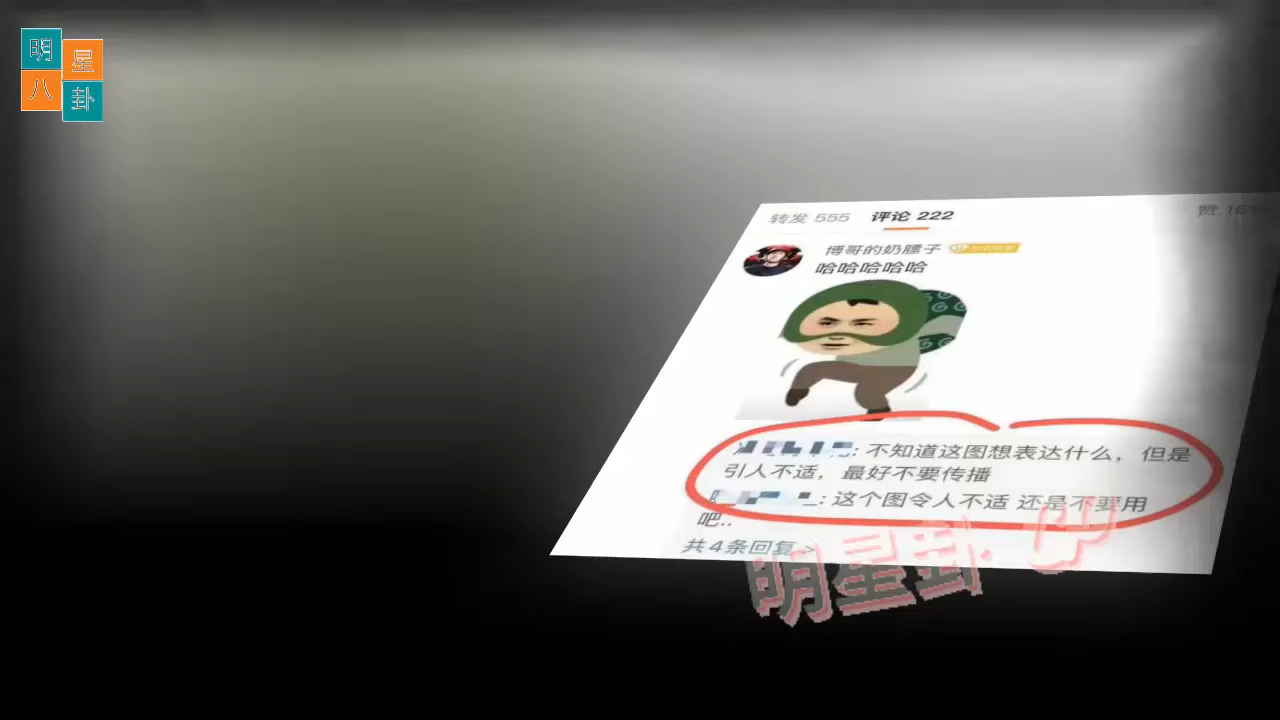 明星
八卦
转发 555 评论 222
赞 16
博哥的奶膘子
哈哈哈哈哈
: 不知道这图想表达什么， 但是
引人不适， 最好不要传播
: 这个图令人不适 还是不要用
吧..
共4条回复 >
明星卦